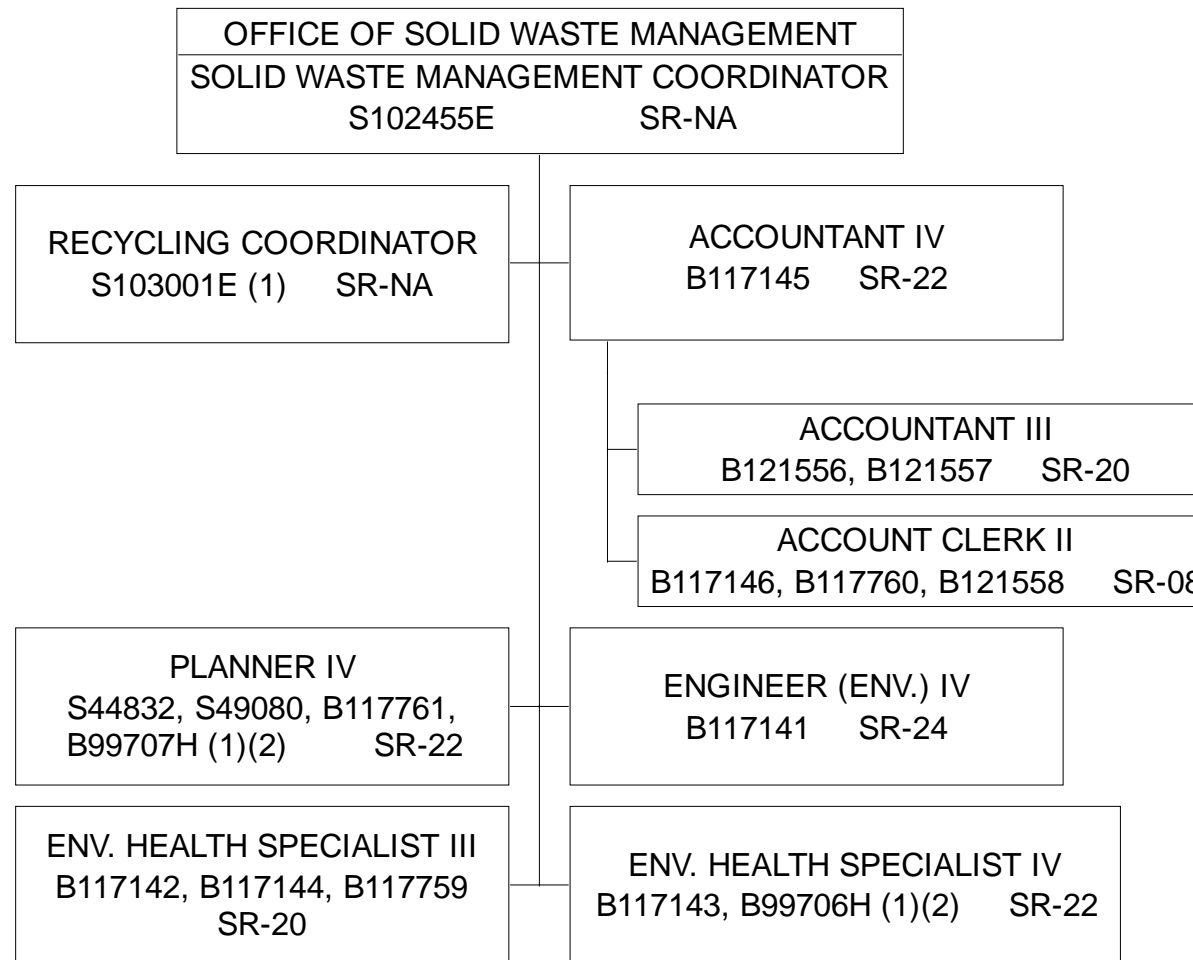 OFFICE OF SOLID WASTE MANAGEMENT
SOLID WASTE MANAGEMENT COORDINATOR
S102455E SR-NA
RECYCLING COORDINATOR
S103001E (1) SR-NA
ACCOUNTANT IV
B117145 SR-22
ACCOUNTANT III
B121556, B121557 SR-20
ACCOUNT CLERK II
B117146, B117760, B121558 SR-08
PLANNER IV
S44832, S49080, B117761,
B99707H (1)(2) SR-22
ENGINEER (ENV.) IV
B117141 SR-24
ENV. HEALTH SPECIALIST III
B117142, B117144, B117759
SR-20
ENV. HEALTH SPECIALIST IV
B117143, B99706H (1)(2) SR-22